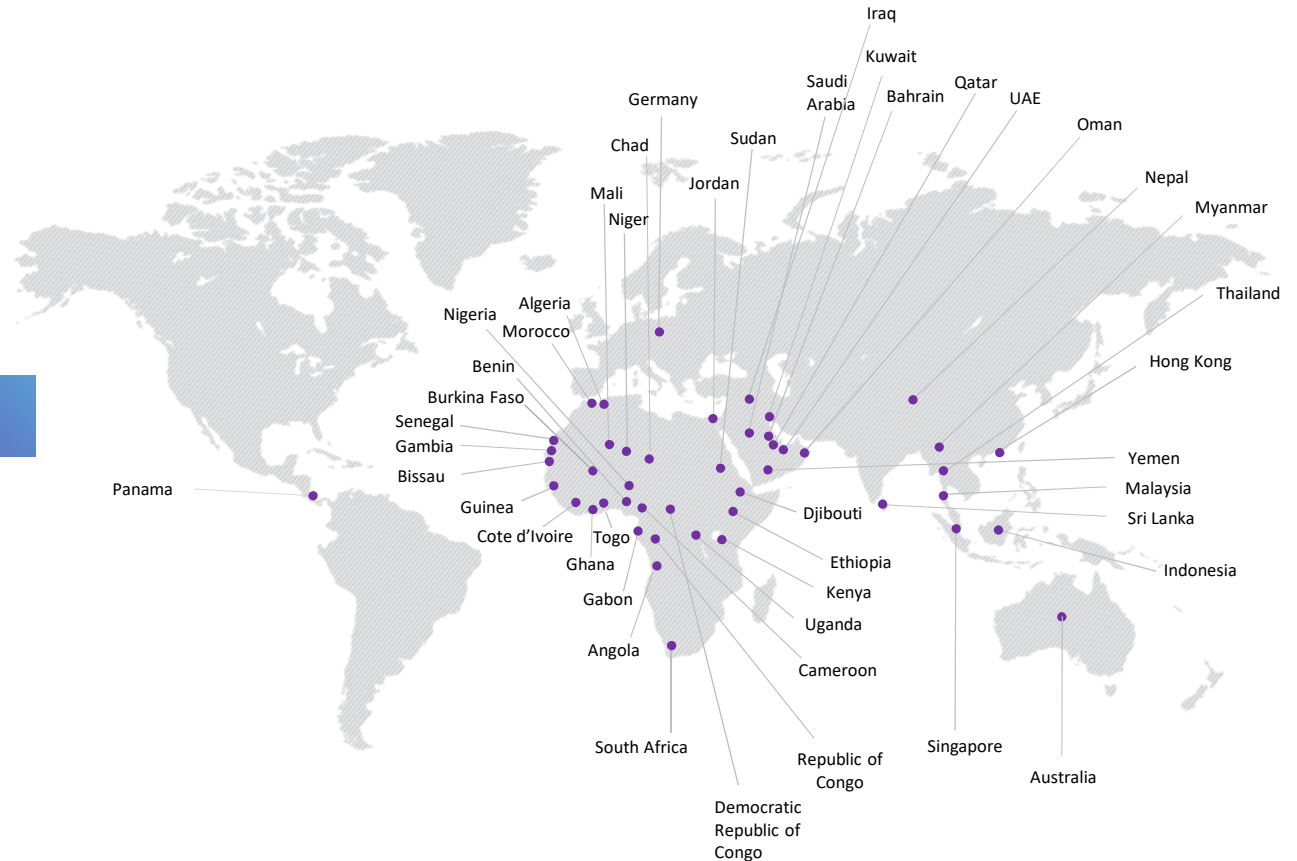 Iraq
Kuwait
Saudi
Arabia
Qatar
Bahrain
UAE
Germany
Oman
Sudan
Chad
Nepal
Jordan
Mali
Myanmar
Niger
Thailand
Algeria
Nigeria
Morocco
Hong Kong
Benin
Burkina Faso
Senegal
Gambia
Yemen
Bissau
Malaysia
Panama
Guinea
Sri Lanka
Djibouti
Cote d'Ivoire
Togo
Ghana
Ethiopia
Indonesia
Kenya
Gabon
Uganda
Angola
Cameroon
South Africa
Singapore
Republic of
Congo
Australia
Democratic
Republic of
Congo